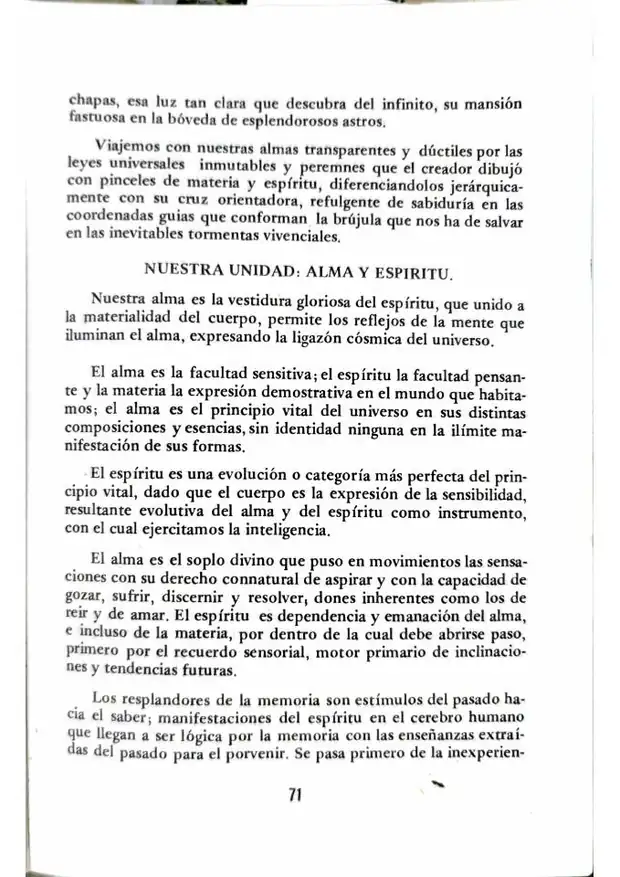 chapas, esa luz tan clara que descubra del infinito, su mansión
fastuosa en la bóveda de esplendorosos astros.
Viajemos con nuestras almas transparentes y dúctiles por las
leyes universales inmutables y peremnes que el creador dibujó
con pinceles de materia y espíritu, diferenciandolos jerárquica-
mente con su cruz orientadora, refulgente de sabiduría en las
coordenadas guias que conforman la brújula que nos ha de salvar
en las inevitables tormentas vivenciales.
NUESTRA UNIDAD: ALMA Y ESPIRITU.
Nuestra alma es la vestidura gloriosa del espíritu, que unido a
la materialidad del cuerpo, permite los reflejos de la mente que
iluminan el alma, expresando la ligazón cósmica del universo.
El alma es la facultad sensitiva; el espíritu la facultad pensan-
te y la materia la expresión demostrativa en el mundo que habita-
mos; el alma es el principio vital del universo en sus distintas
composiciones y esencias, sin identidad ninguna en la ilímite ma-
nifestación de sus formas.
El espíritu es una evolución o categoría más perfecta del prin-
cipio vital, dado que el cuerpo es la expresión de la sensibilidad,
resultante evolutiva del alma y del espíritu como instrumento,
con el cual ejercitamos la inteligencia.
El alma es el soplo divino que puso en movimientos las sensa-
ciones con su derecho connatural de aspirar y con la capacidad de
gozar, sufrir, discernir y resolver, dones inherentes como los de
reir y de amar. El espíritu es dependencia y emanación del alma,
e incluso de la materia, por dentro de la cual debe abrirse paso,
primero por el recuerdo sensorial, motor primario de inclinacio-
nes y tendencias futuras.
Los resplandores de la memoria son estímulos del pasado ha-
cia el saber; manifestaciones del espíritu en el cerebro humano
que llegan a ser lógica por la memoria con las enseñanzas extraí-
das del pasado para el porvenir. Se pasa primero de la inexperien-
71